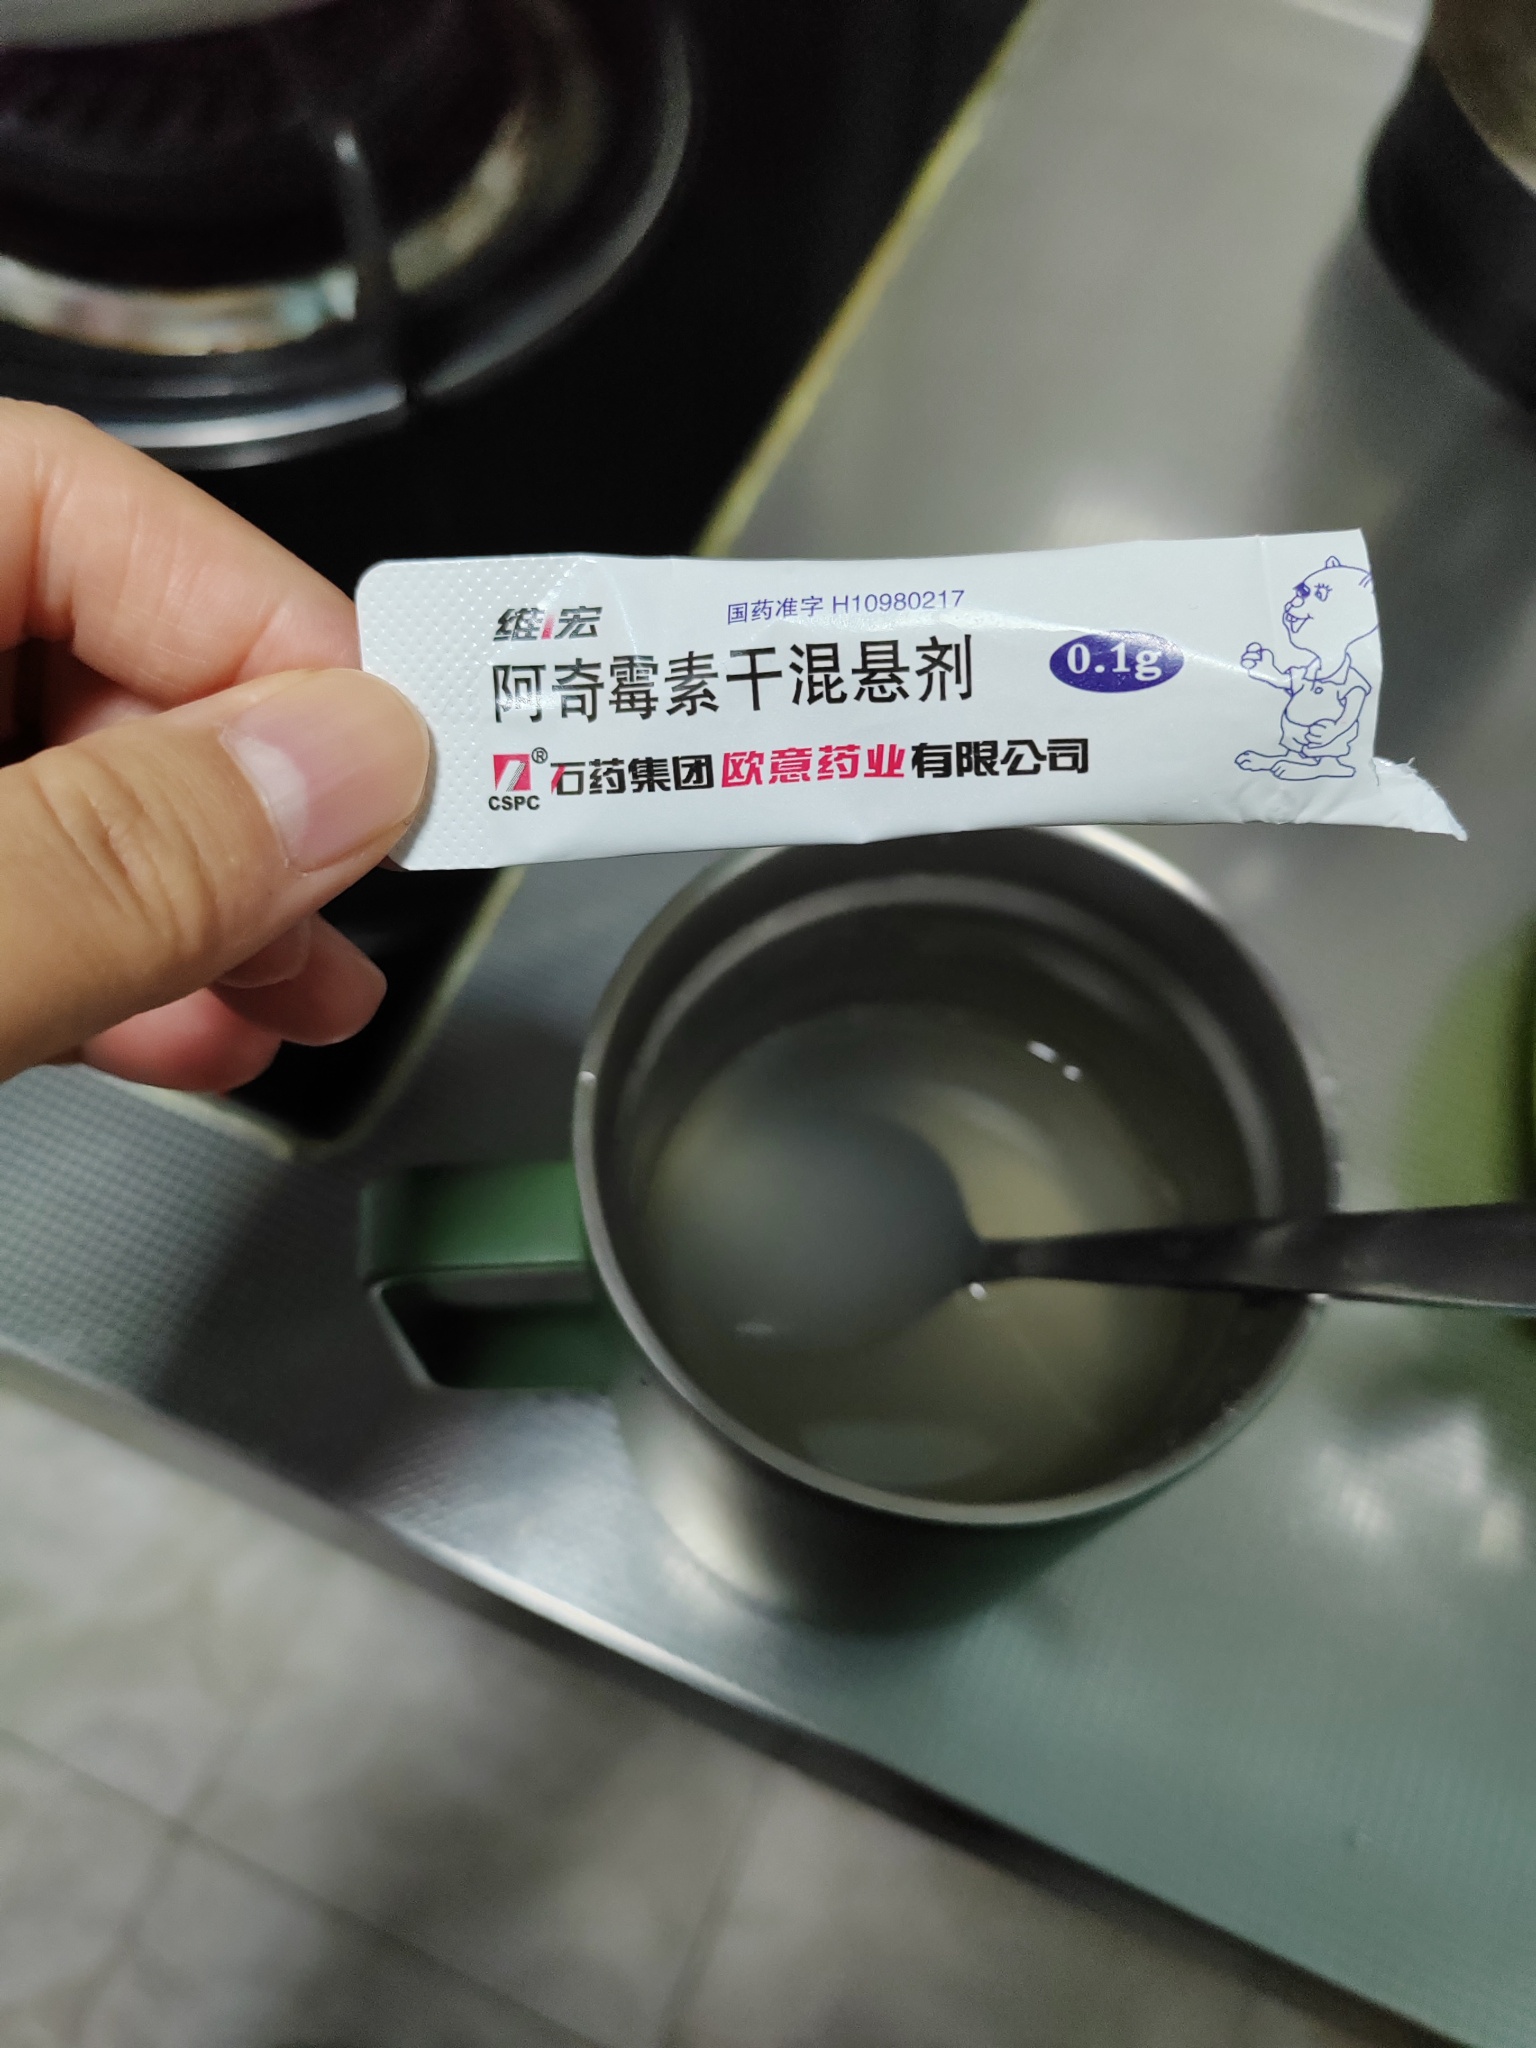 维宏
国药准字 H10980217
阿奇霉素干混悬剂
0.1g
® 石药集团欧意药业有限公司
CSPC